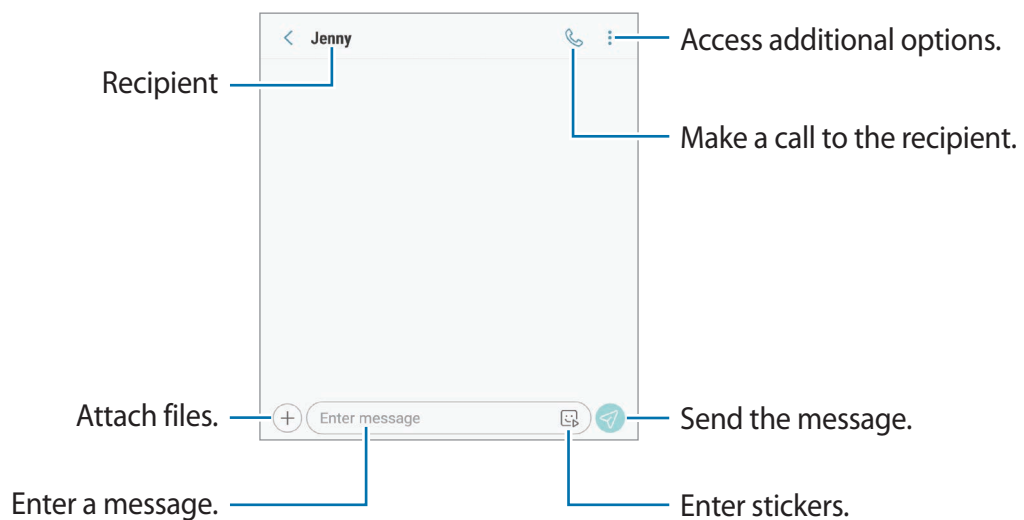 Jenny
Access additional options.
Recipient
Make a call to the recipient.
Attach files.
Enter message
Send the message.
Enter a message.
Enter stickers.